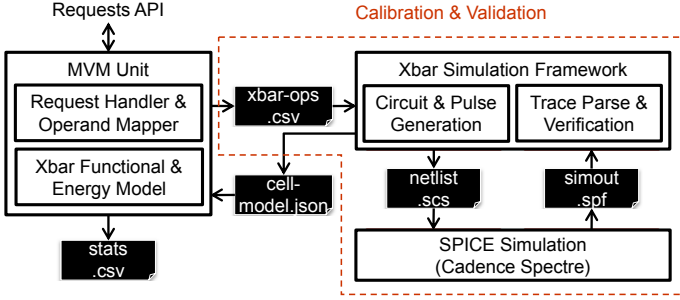 Requests API
Calibration & Validation
MVM Unit
Request Handler &
Operand Mapper
Xbar Functional &
Energy Model
xbar-ops
.csv
cell-
model.json
stats
.csv
Xbar Simulation Framework
Circuit & Pulse
Generation
Trace Parse &
Verification
netlist
.scs
simout
.spf
SPICE Simulation
(Cadence Spectre)